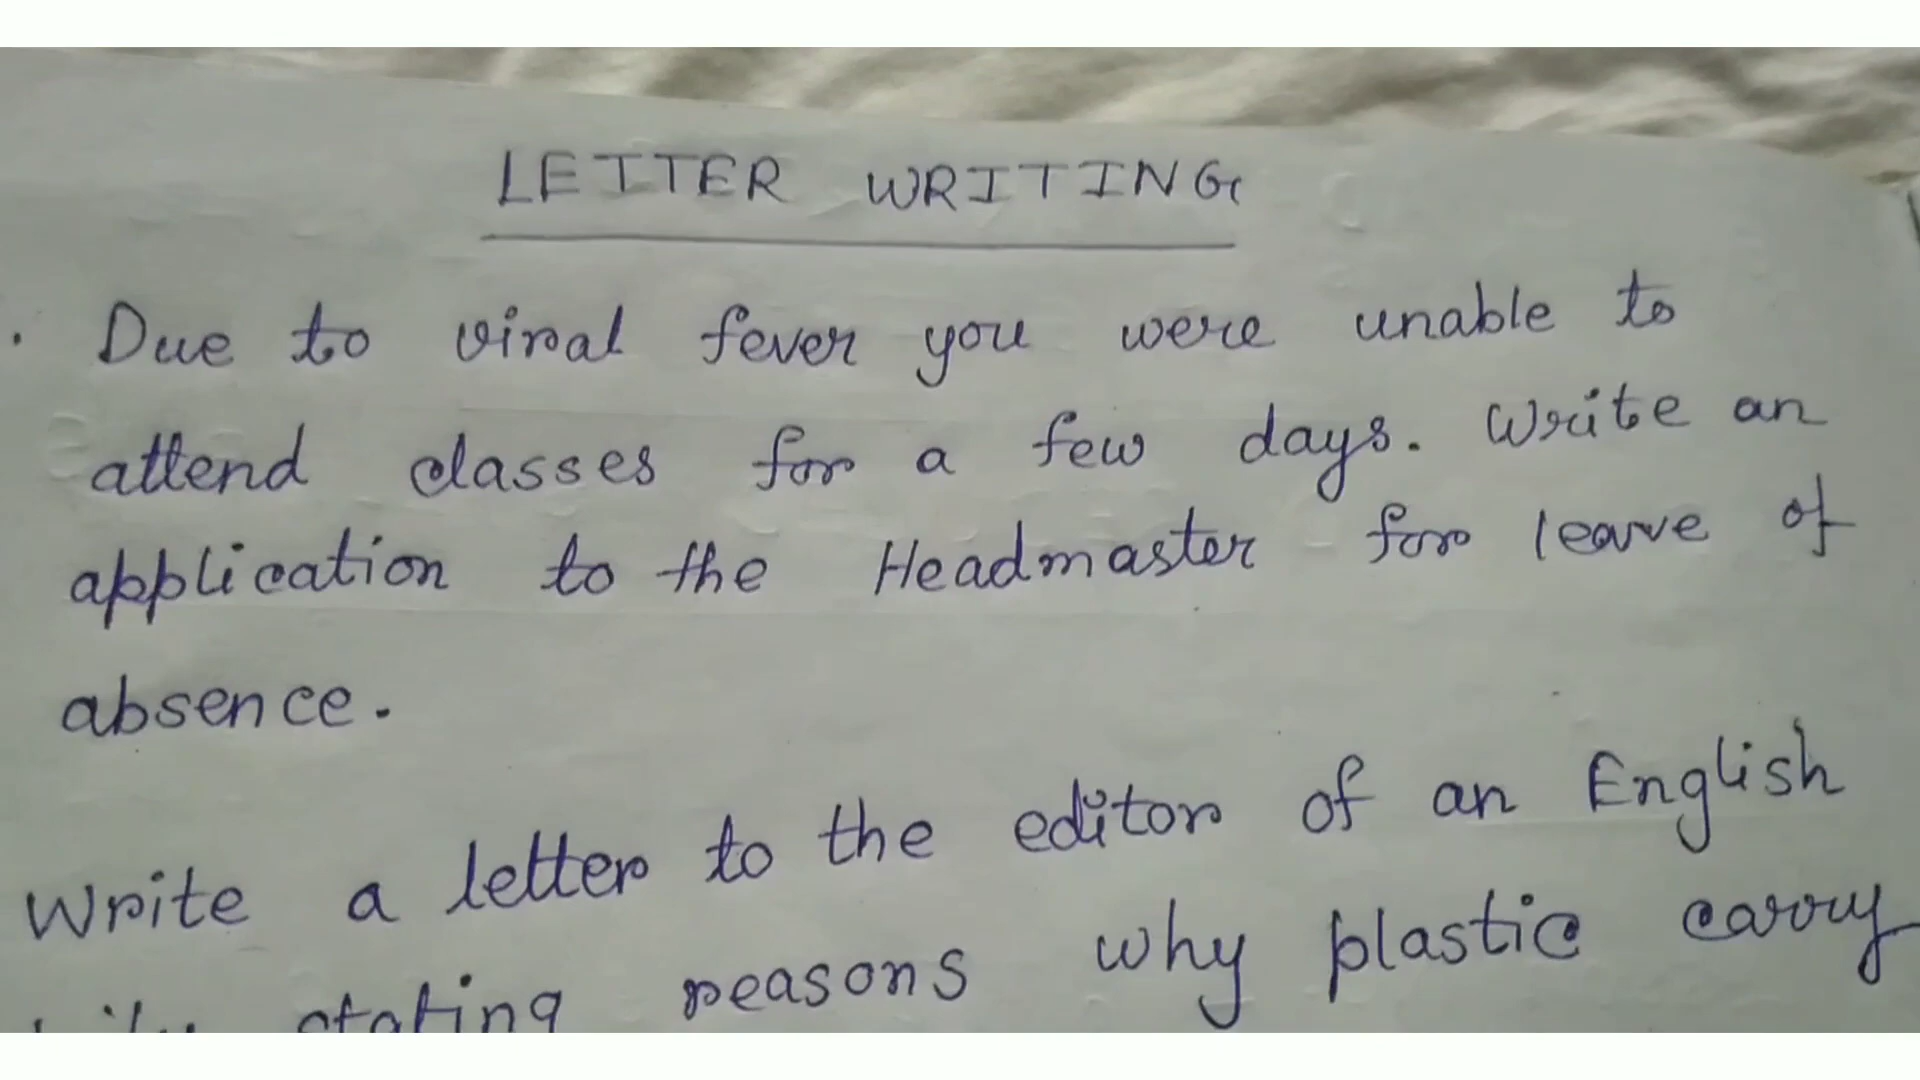 LETTER WRITING
. Due to viral fever you were unable to
attend classes for a few days. Write an
application to the Headmaster for leave of
absence.
Write a letter to the editor of an English
stating reasons why plastic carry